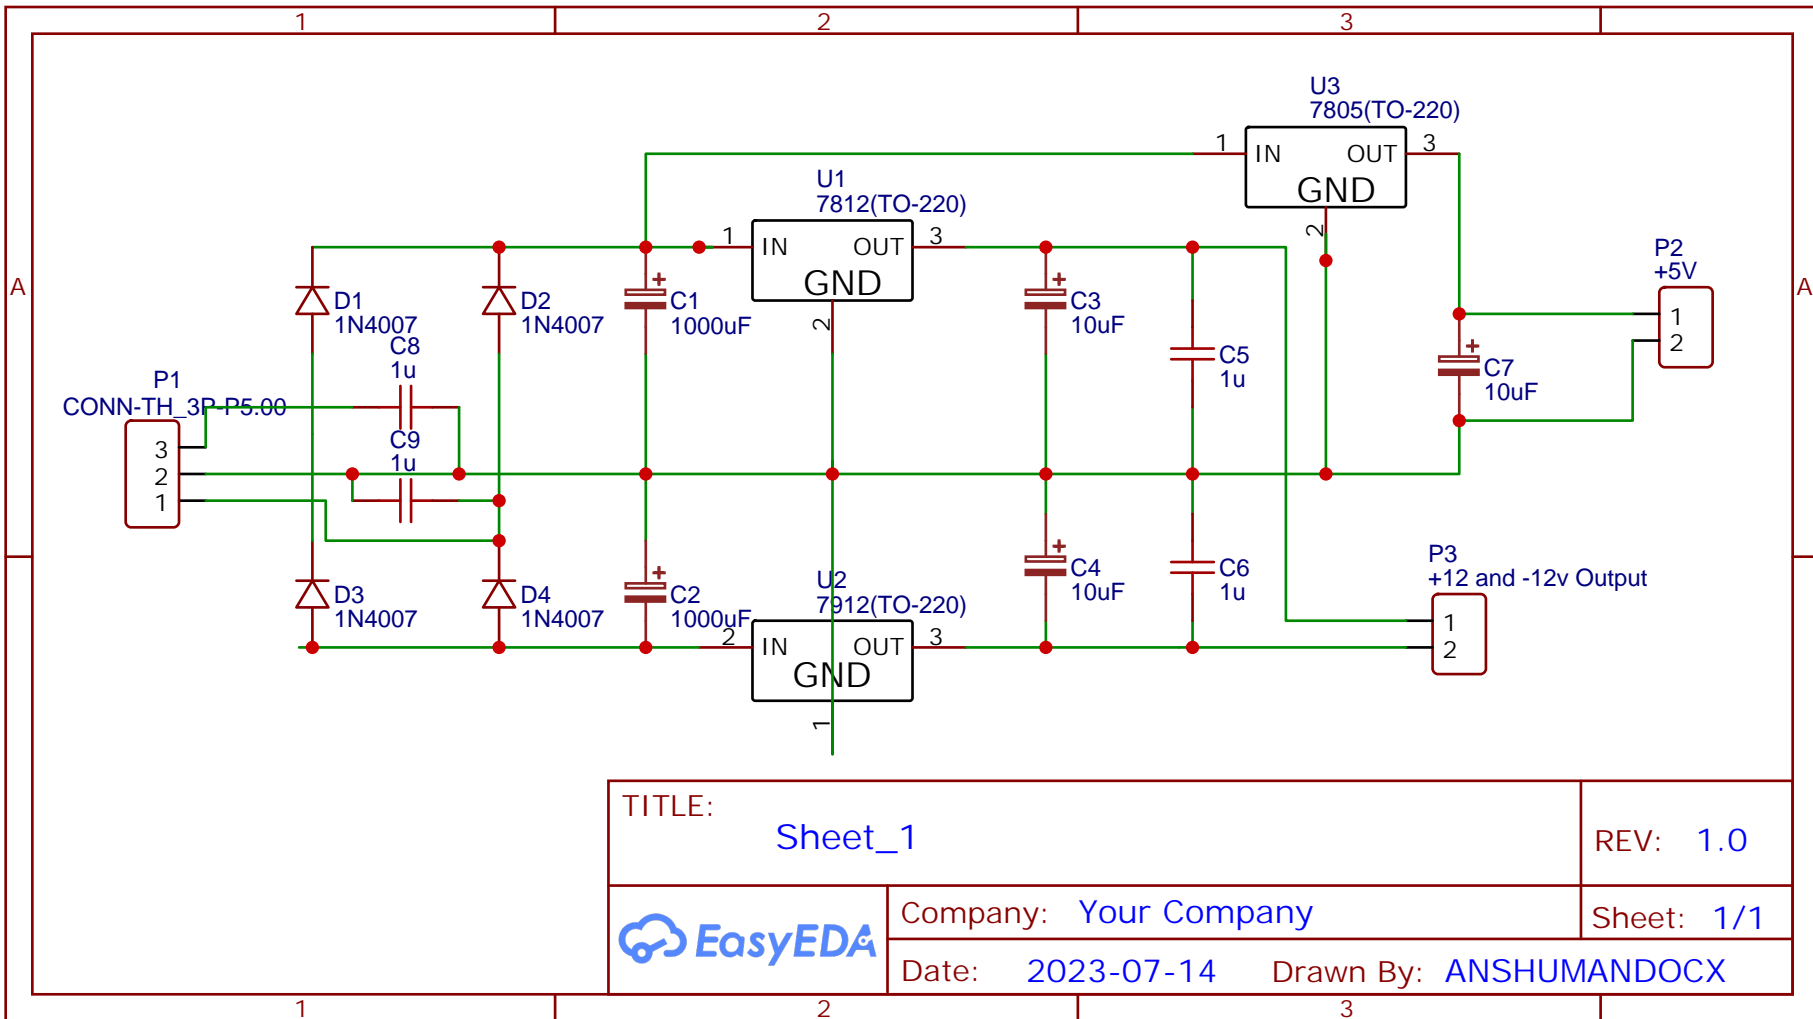 1 2 3
U3
7805(TO-220)
1 IN OUT 3
GND
2
U1
7812(TO-220)
1 IN OUT 3
GND
2
A
A
P2
+5V
1
2
D1
1N4007
D2
1N4007
+
C1
1000uF
+
C3
10uF
C5
1u
+
C7
10uF
C8
1u
P1
CONN-TH_3P-P5.00
3
2
1
C9
1u
D3
1N4007
D4
1N4007
+
C2
1000uF
U2
7912(TO-220)
2 IN OUT 3
GND
1
+
C4
10uF
C6
1u
P3
+12 and -12v Output
1
2
TITLE:
Sheet_1
REV: 1.0
EasyEDA
Company: Your Company
Sheet: 1/1
Date: 2023-07-14 Drawn By: ANSHUMANDOCX
1 2 3